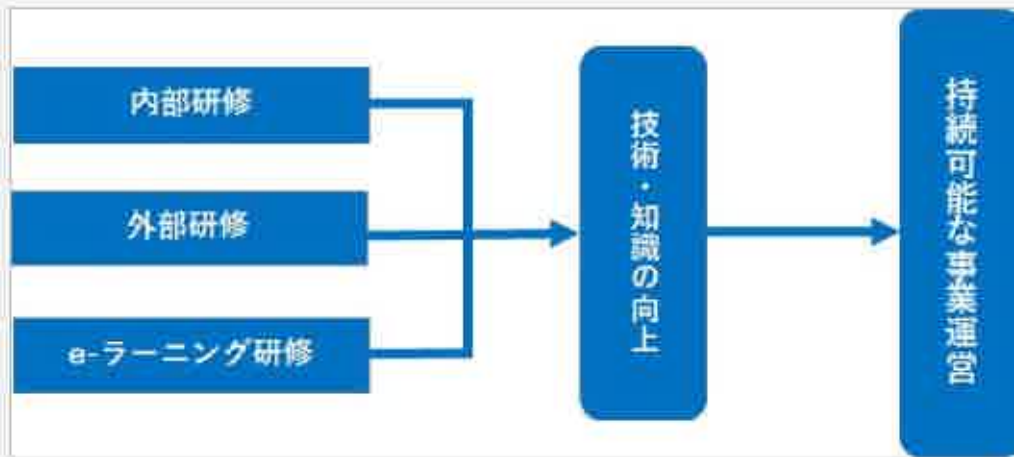 内部研修
外部研修
e-ラーニング研修
技術・知識の向上
持続可能な事業運営